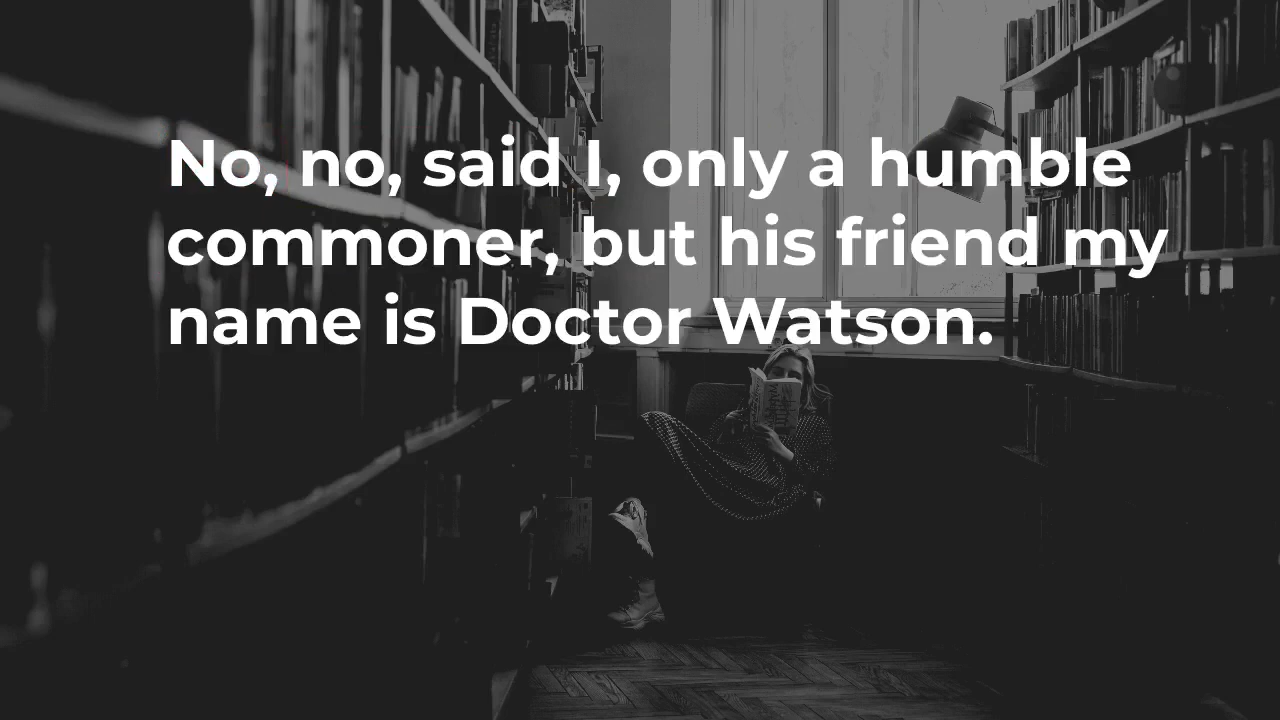 No, no, said I, only a humble
commoner, but his friend my
name is Doctor Watson.